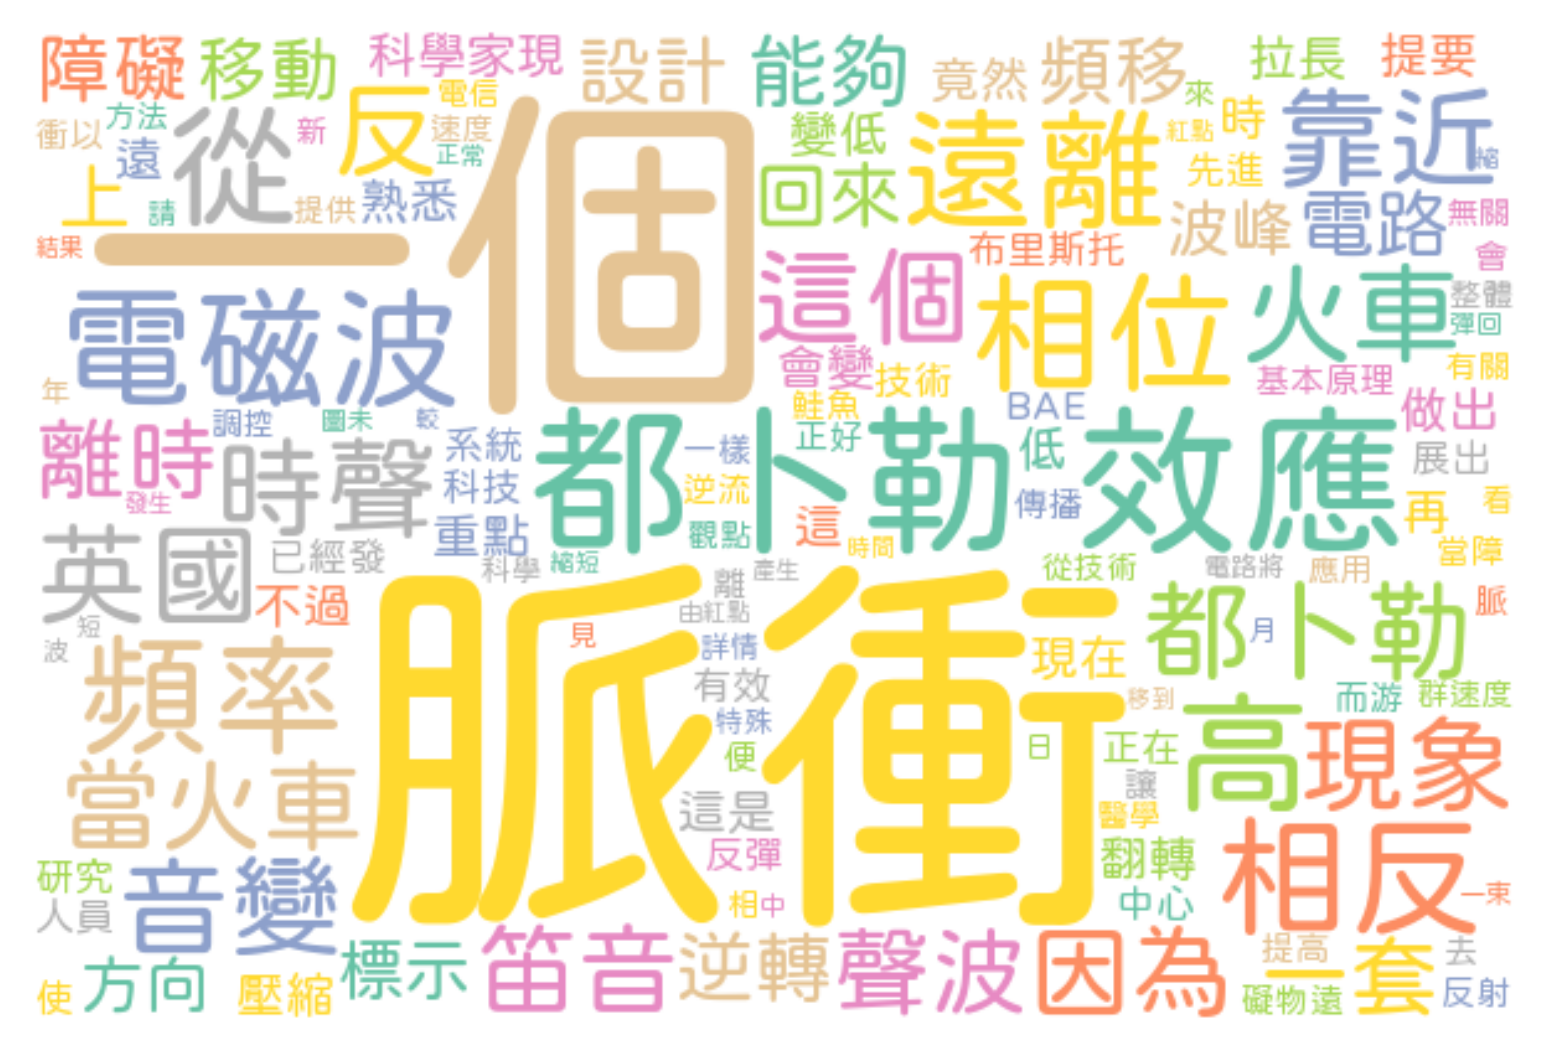 障礙 移動 科學家現 設計 能夠 竟然 頻移 拉長 提要
電信 來
衝以 方法 從 新 反 速度 變低 遠離 紅點 時 靠近
遠 正常 先進 縮
上 請 提供 熟悉 回來 波峰 電路 無關
結果 一個 布里斯托 會
電磁波 這個 相位 火車 整體
彈回
年 會變 技術 基本原理 有關
調控 圖未 較 鮭魚 BAE 做出
離時 時聲 系統 都卜勒效應 一樣 正好 低 展出
發生 科技 逆流 傳播 再 看
英國 已經發 重點 觀點 這 時間 當障
科學 縮短 離 產生 從技術 電路將 應用
短 不過 脈衝 由紅點 都卜勒 脈
波 見 詳情 現在 月
頻率 有效 移到 而游 群速度
特殊 高 現象
當火車 便 日 正在
這是 讓
醫學
研究 音變 反彈 翻轉 相反
人員 相中 中心 一束
方向 標示 笛音 逆轉 聲波 因為 提高 一套 去
使 壓縮 礙物遠 反射